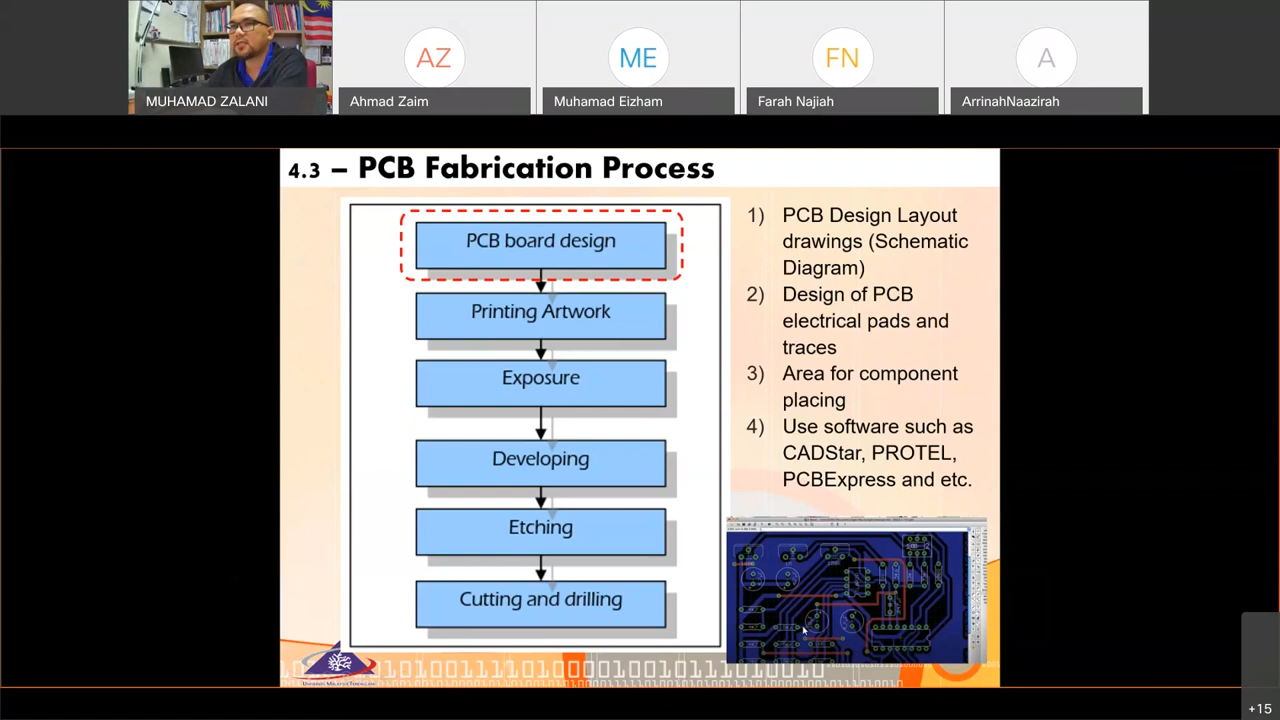 AZ
ME
FN
A
MUHAMAD ZALANI
Ahmad Zaim
Muhamad Eizham
Farah Najiah
ArrinahNaazirah
4.3 – PCB Fabrication Process
PCB board design
Printing Artwork
Exposure
Developing
Etching
Cutting and drilling
1) PCB Design Layout
drawings (Schematic
Diagram)
2) Design of PCB
electrical pads and
traces
3) Area for component
placing
4) Use software such as
CADStar, PROTEL,
PCBExpress and etc.
+15